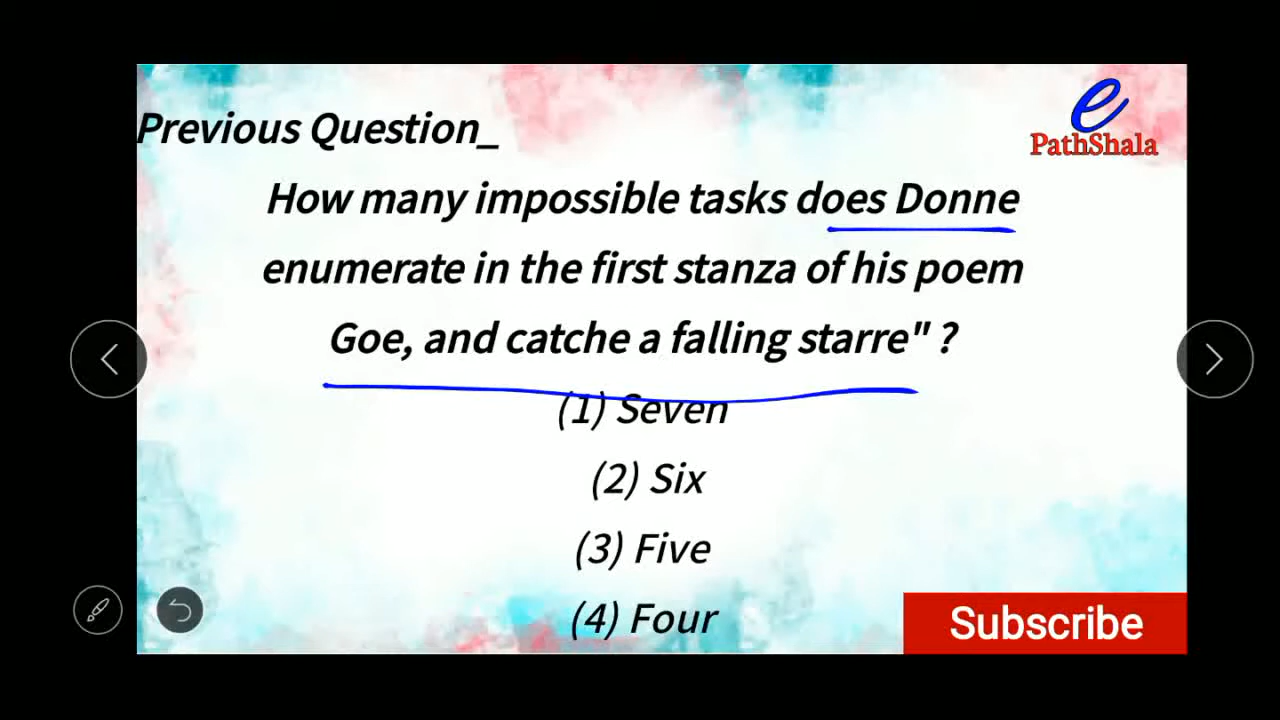 e
PathShala
Previous Question_
How many impossible tasks does Donne
enumerate in the first stanza of his poem
Goe, and catche a falling starre" ?
(1) Seven
(2) Six
(3) Five
(4) Four
Subscribe